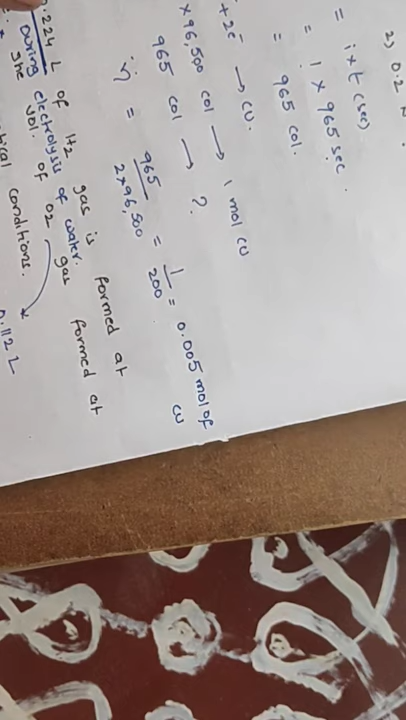 2) 0.2
= i x t (sec)
= 1 x 965 sec.
= 965 col.
+2e⁻ → Cu.
x 96,500 col → 1 mol Cu
965 col → ?
n = 965 / 2x96,500 = 1/200 = 0.005 mol of Cu
0.224 L of H2 gas is formed at
During electrolysis of water.
the vol. of O2 gas formed at
conditions. 0.112 L